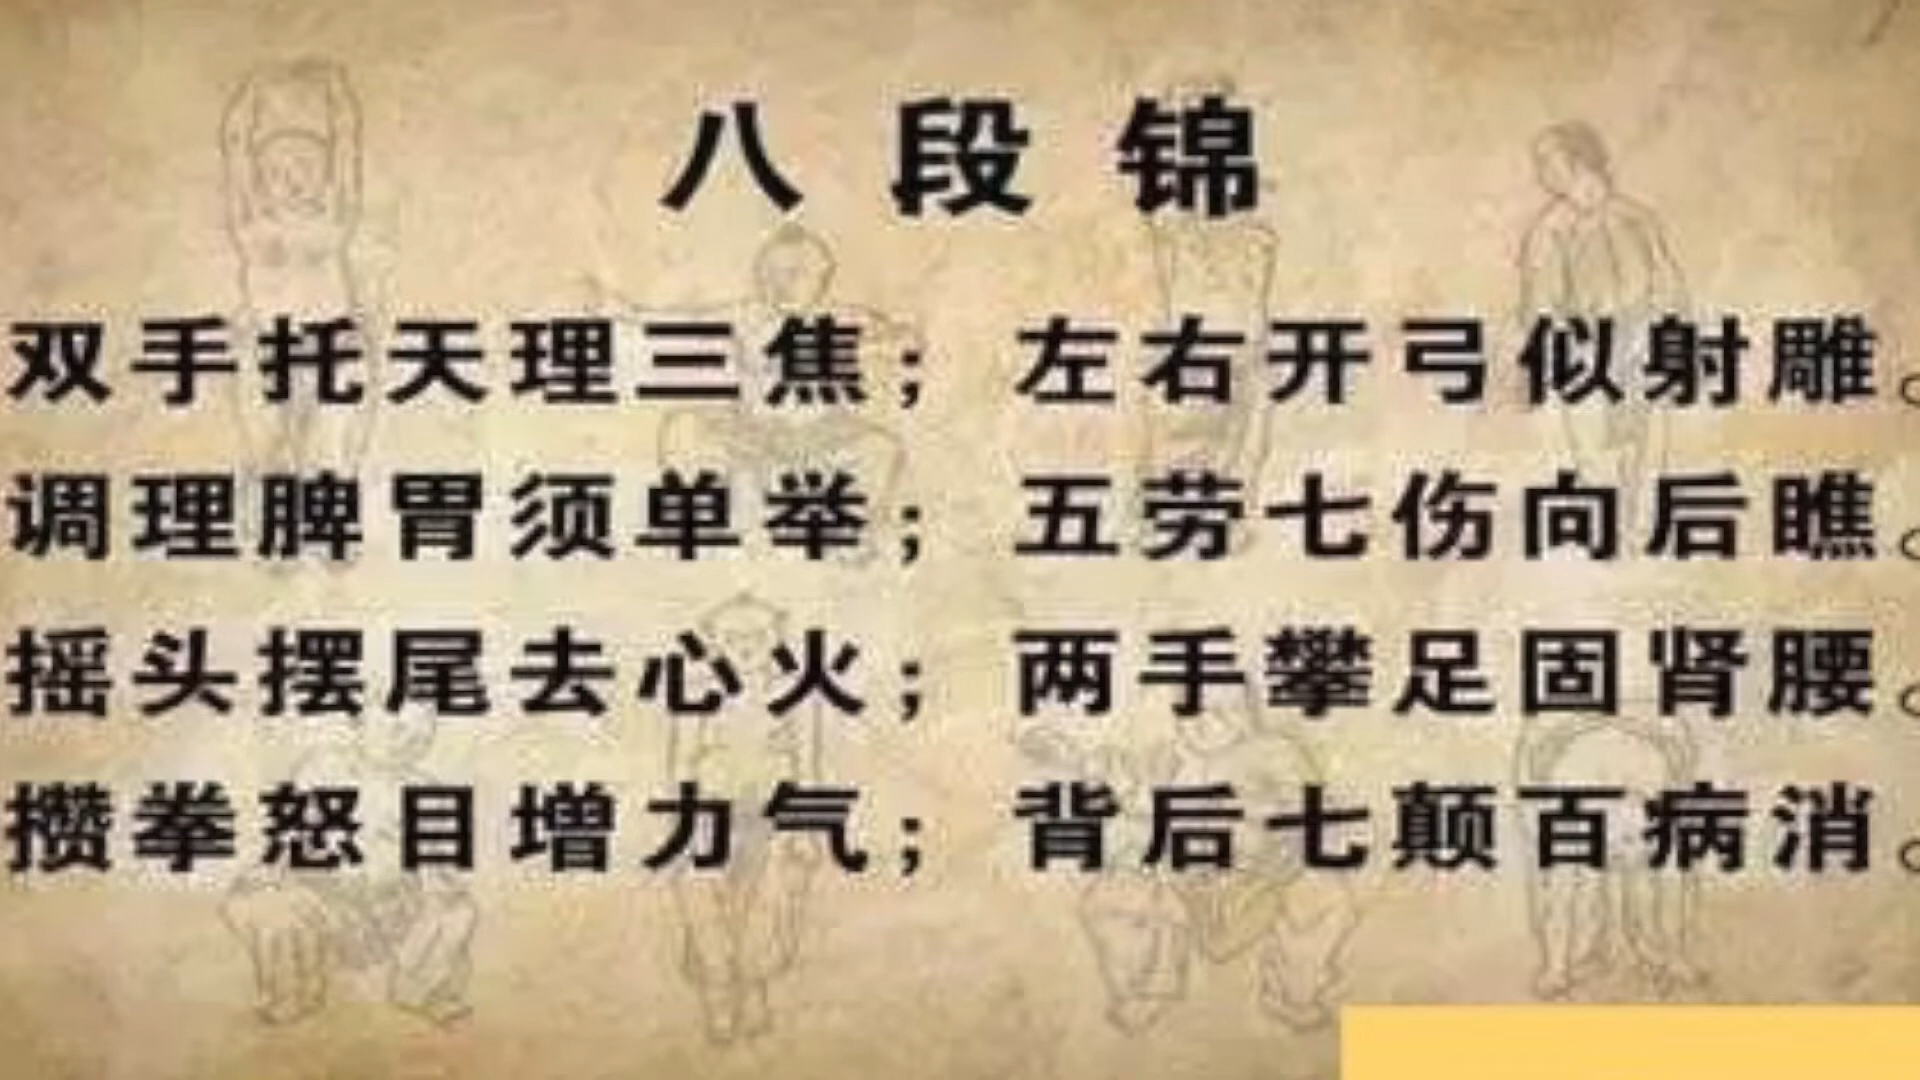 八段锦
双手托天理三焦；左右开弓似射雕。
调理脾胃须单举；五劳七伤向后瞧。
摇头摆尾去心火；两手攀足固肾腰。
攒拳怒目增力气；背后七颠百病消。